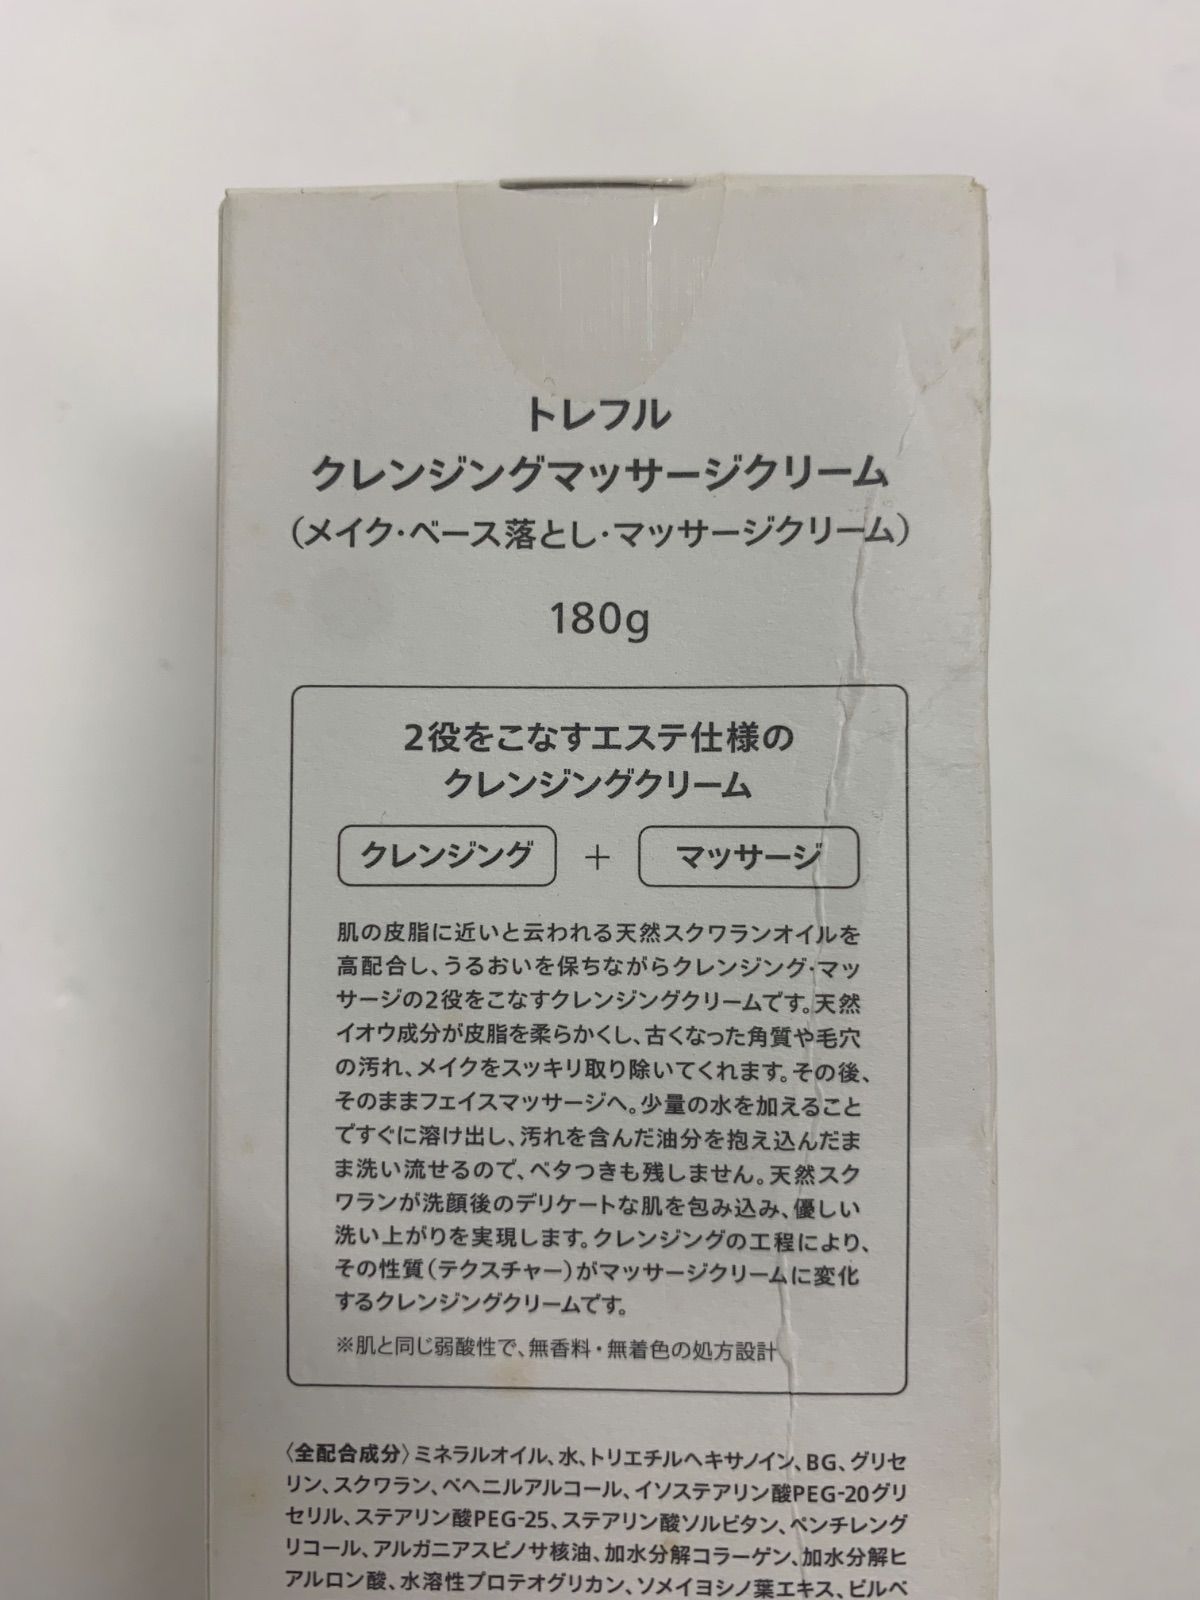 トレフル
クレンジングマッサージクリーム
（メイク・ベース落とし・マッサージクリーム）
180g
2役をこなすエステ仕様の
クレンジングクリーム
クレンジング + マッサージ
肌の皮脂に近いと云われる天然スクワランオイルを
高配合し、うるおいを保ちながらクレンジング・マッ
サージの2役をこなすクレンジングクリームです。天然
イオウ成分が皮脂を柔らかくし、古くなった角質や毛穴
の汚れ、メイクをスッキリ取り除いてくれます。その後、
そのままフェイスマッサージへ。少量の水を加えること
ですぐに溶け出し、汚れを含んだ油分を抱え込んだま
ま洗い流せるので、ベタつきも残しません。天然スク
ワランが洗顔後のデリケートな肌を包み込み、優しい
洗い上がりを実現します。クレンジングの工程により、
その性質（テクスチャー）がマッサージクリームに変化
するクレンジングクリームです。
※肌と同じ弱酸性で、無香料・無着色の処方設計
〈全配合成分〉ミネラルオイル、水、トリエチルヘキサノイン、BG、グリセ
リン、スクワラン、ベヘニルアルコール、イソステアリン酸PEG-20グリ
セリル、ステアリン酸PEG-25、ステアリン酸ソルビタン、ペンチレング
リコール、アルガニアスピノサ核油、加水分解コラーゲン、加水分解ヒ
アルロン酸、水溶性プロテオグリカン、ソメイヨシノ葉エキス、ビルベ